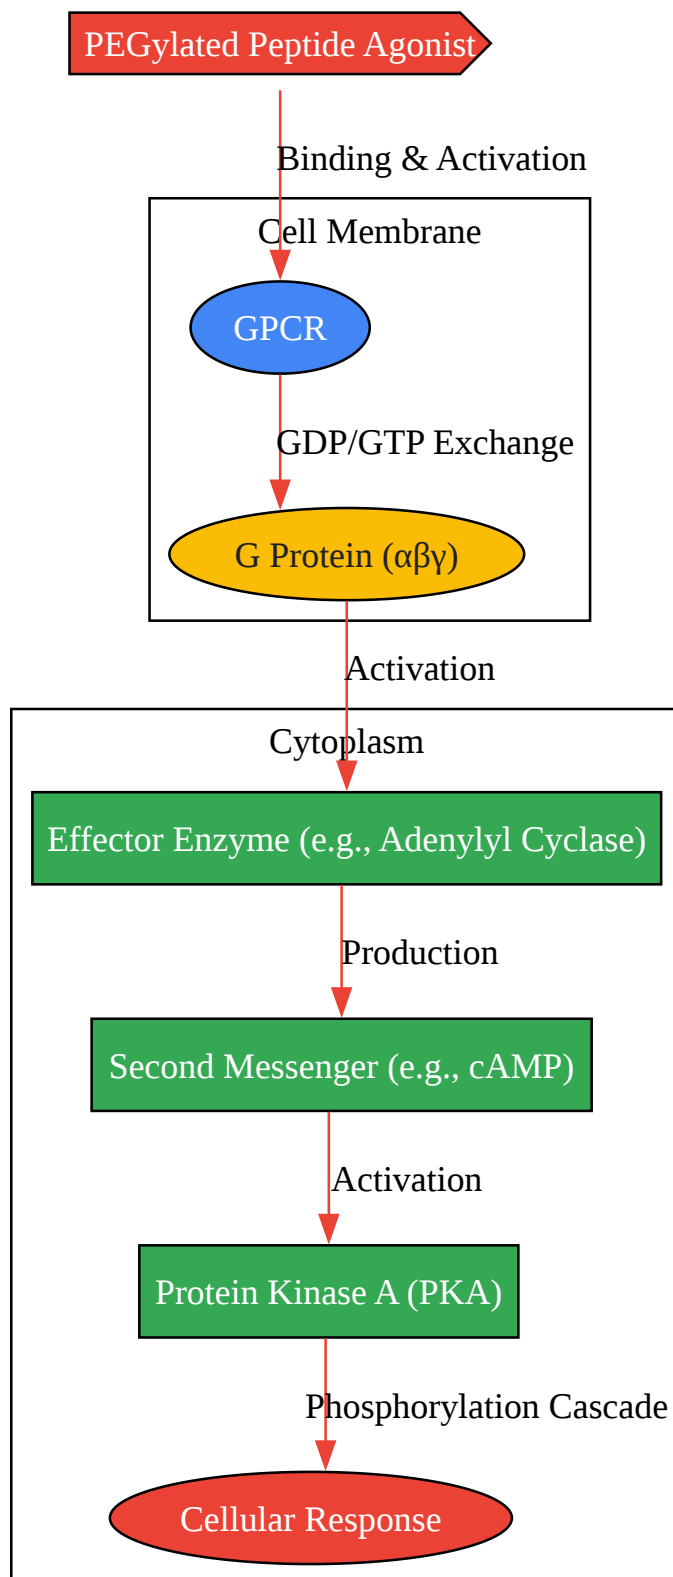 PEGylated Peptide Agonist
Binding & Activation
Cell Membrane
GPCR
GDP/GTP Exchange
G Protein (αβγ)
Activation
Cytoplasm
Effector Enzyme (e.g., Adenylyl Cyclase)
Production
Second Messenger (e.g., cAMP)
Activation
Protein Kinase A (PKA)
Phosphorylation Cascade
Cellular Response